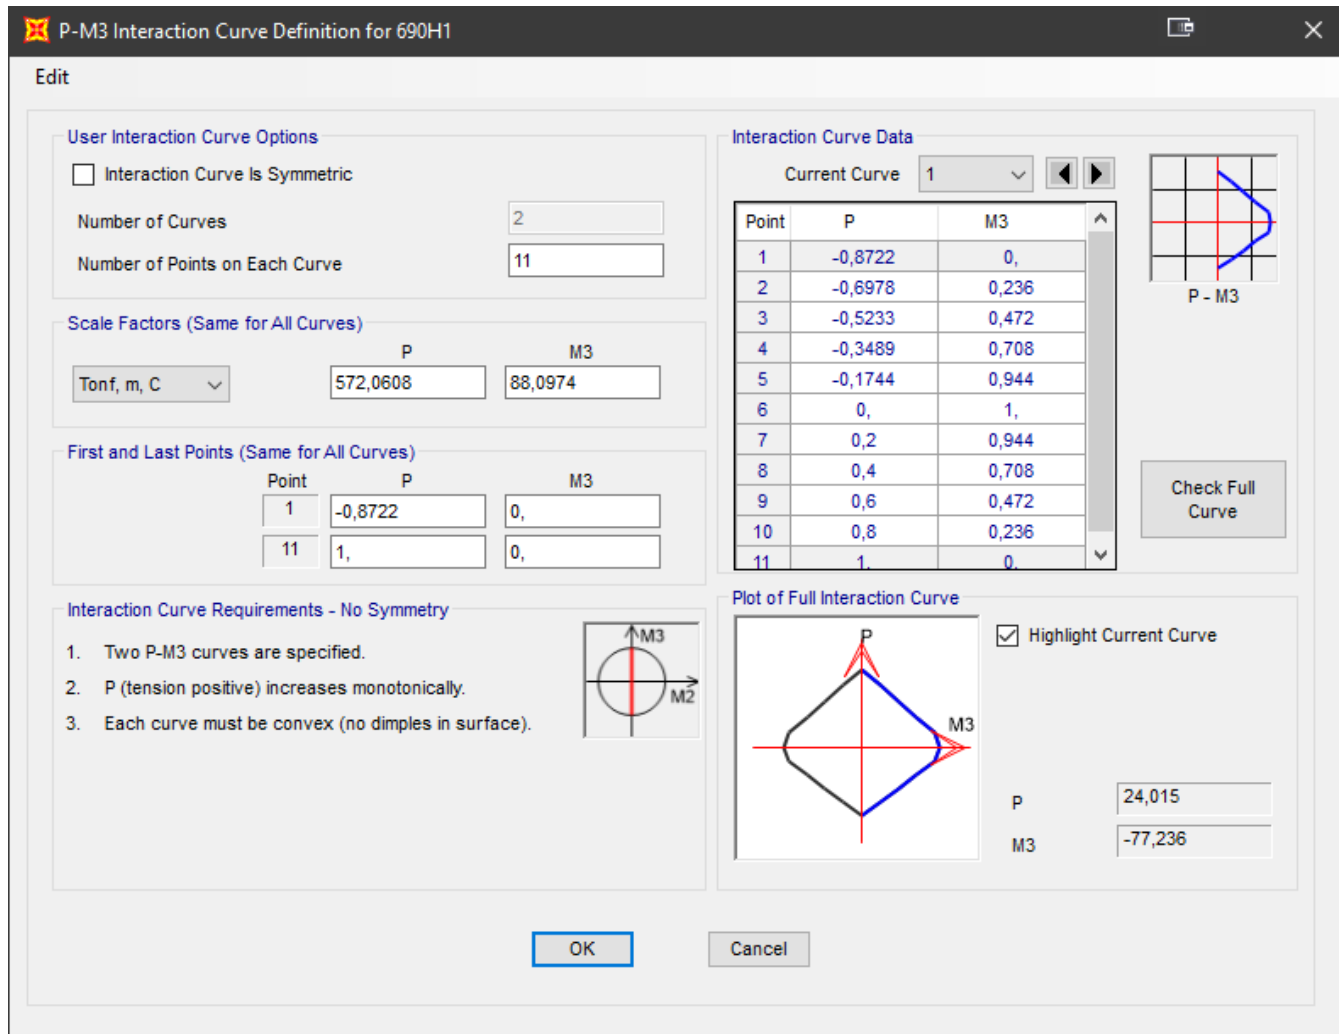 P-M3 Interaction Curve Definition for 690H1
Edit
User Interaction Curve Options
Interaction Curve Is Symmetric
Number of Curves 2
Number of Points on Each Curve 11
Scale Factors (Same for All Curves)
P M3
Tonf, m, C 572,0608 88,0974
First and Last Points (Same for All Curves)
Point P M3
1 -0,8722 0,
11 1, 0,
Interaction Curve Requirements - No Symmetry
1. Two P-M3 curves are specified.
2. P (tension positive) increases monotonically.
3. Each curve must be convex (no dimples in surface).
M3
M2
Interaction Curve Data
Current Curve 1
Point P M3
1 -0,8722 0,
2 -0,6978 0,236
3 -0,5233 0,472
4 -0,3489 0,708
5 -0,1744 0,944
6 0, 1,
7 0,2 0,944
8 0,4 0,708
9 0,6 0,472
10 0,8 0,236
11 1, 0,
P - M3
Check Full
Curve
Plot of Full Interaction Curve
P
M3
Highlight Current Curve
P 24,015
M3 -77,236
OK
Cancel